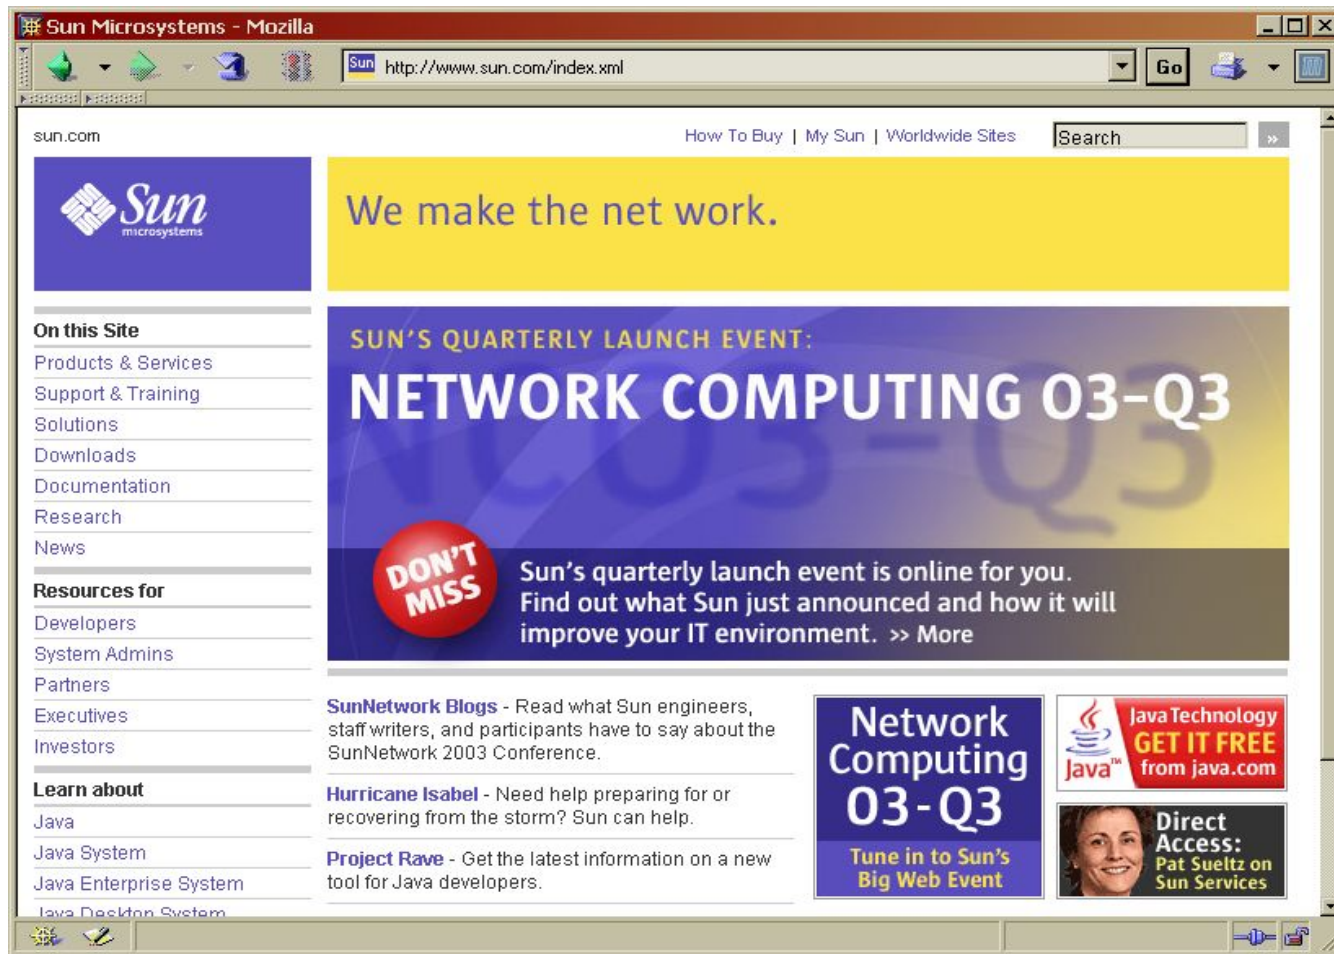 Sun Microsystems - Mozilla
Sun http://www.sun.com/index.xml Go
sun.com
How To Buy | My Sun | Worldwide Sites Search »
Sun
microsystems
We make the net work.
On this Site
Products & Services
Support & Training
Solutions
Downloads
Documentation
Research
News
Resources for
Developers
System Admins
Partners
Executives
Investors
Learn about
Java
Java System
Java Enterprise System
Java Desktop System
SUN'S QUARTERLY LAUNCH EVENT:
NETWORK COMPUTING 03-Q3
NC03-Q3
DON'T
MISS
Sun's quarterly launch event is online for you.
Find out what Sun just announced and how it will
improve your IT environment. >> More
SunNetwork Blogs - Read what Sun engineers,
staff writers, and participants have to say about the
SunNetwork 2003 Conference.
Hurricane Isabel - Need help preparing for or
recovering from the storm? Sun can help.
Project Rave - Get the latest information on a new
tool for Java developers.
Network
Computing
03-Q3
Tune in to Sun's
Big Web Event
Java™
Java Technology
GET IT FREE
from java.com
Direct
Access:
Pat Sueltz on
Sun Services